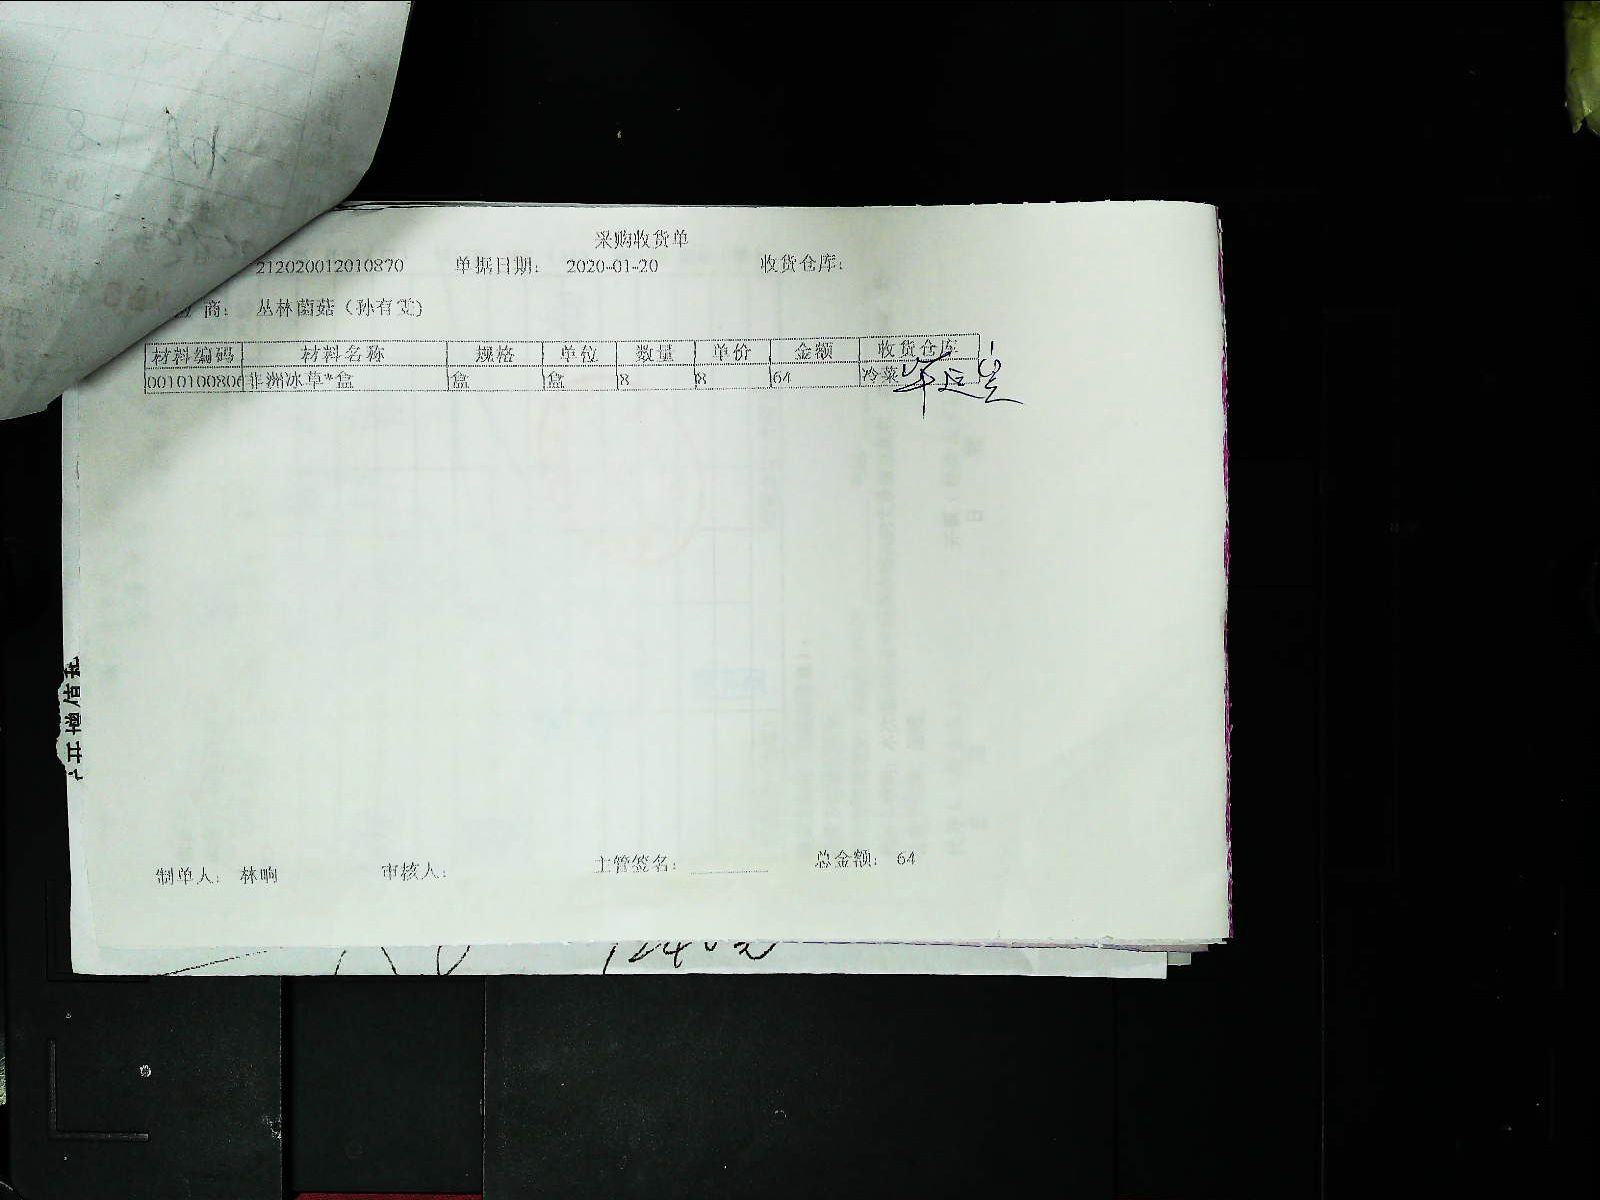 采购收货单
212020012010870 单据日期： 2020-01-20 收货仓库：
商： 丛林菌菇（孙有雯）
材料编码 材料名称 规格 单位 数量 单价 金额 收货仓库
0010100806 非洲冰草*盒 盒 盒 8 8 64 冷菜
制单人： 林响 审核人： 主管签名： 总金额： 64